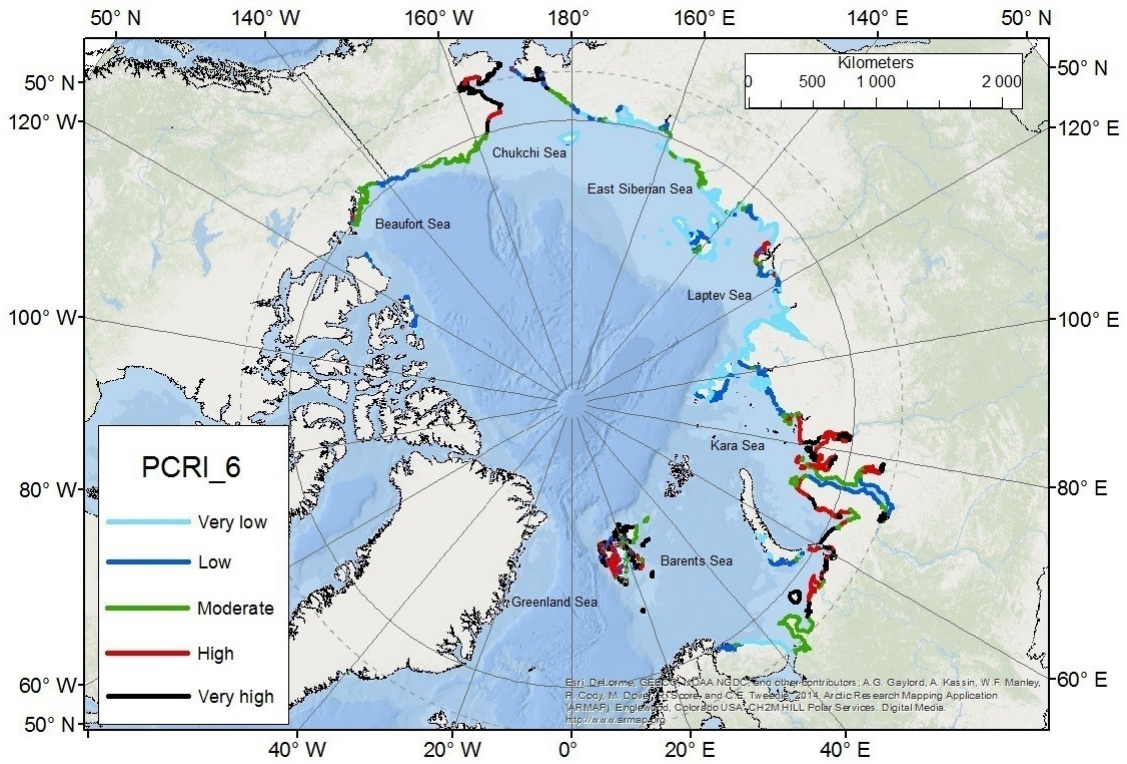 140° W 160° W 180° 160° E 140° E
50° N 50° N
50° N 50° N
120° W 120° E
100° W 100° E
80° W 80° E
60° W 60° E
50° N
40° W 20° W 0° 20° E 40° E
Kilometers
0 500 1 000 2 000
Chukchi Sea
East Siberian Sea
Beaufort Sea
Laptev Sea
Kara Sea
Barents Sea
Greenland Sea
PCRI_6
Very low
Low
Moderate
High
Very high
Esri, DeLorme, GEBCO, NOAA NGDC, and other contributors; A.G. Gaylord, A. Kassin, W.F. Manley,
R. Cody, M. Score, and C.E. Tweedie, 2014, Arctic Research Mapping Application
(ARMAP). Englewood, Colorado USA: CH2MHILL Polar Services. Digital Media.
http://www.armap.org